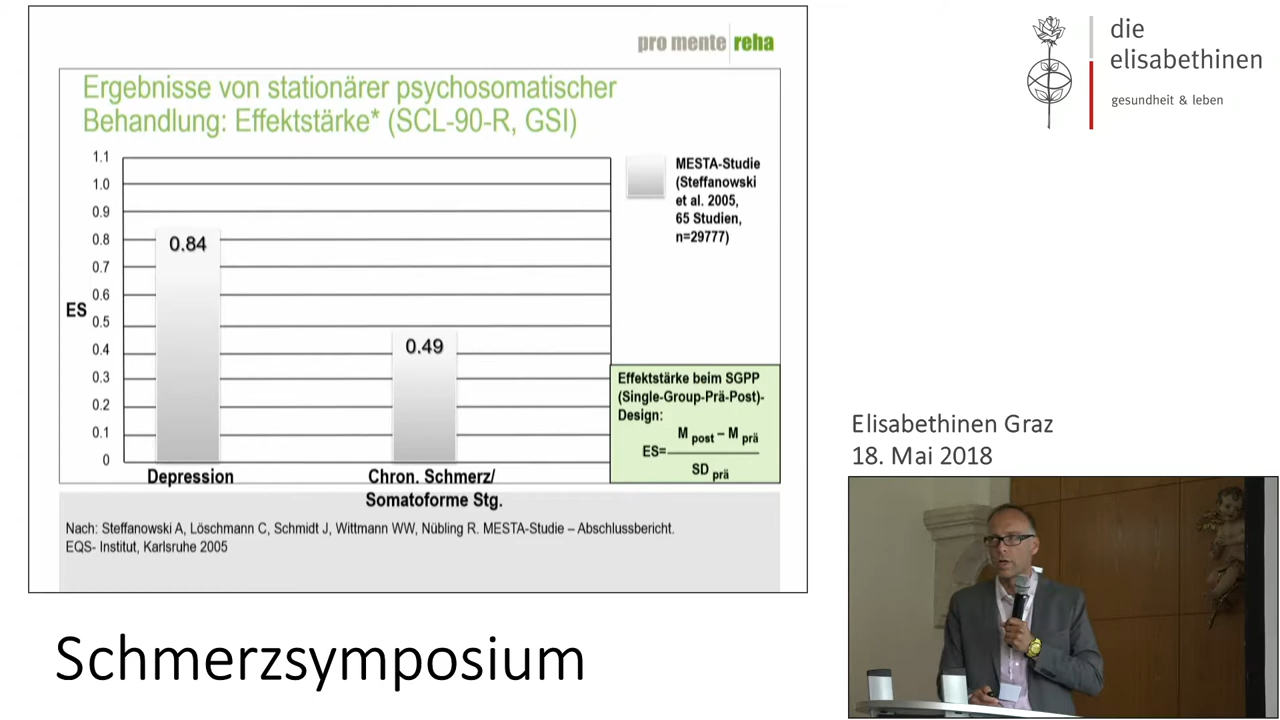 pro mente reha
Ergebnisse von stationärer psychosomatischer
Behandlung: Effektstärke* (SCL-90-R, GSI)
1.1
1.0
0.9
0.8
0.7
0.6
0.5
0.4
0.3
0.2
0.1
0
ES
0.84
0.49
Depression
Chron. Schmerz/
Somatoforme Stg.
MESTA-Studie
(Steffanowski
et al. 2005,
65 Studien,
n=29777)
Effektstärke beim SGPP
(Single-Group-Prä-Post)-
Design:
M post – M prä
ES=
SD prä
Nach: Steffanowski A, Löschmann C, Schmidt J, Wittmann WW, Nübling R. MESTA-Studie – Abschlussbericht.
EQS- Institut, Karlsruhe 2005
Schmerzsymposium
die
elisabethinen
gesundheit & leben
Elisabethinen Graz
18. Mai 2018